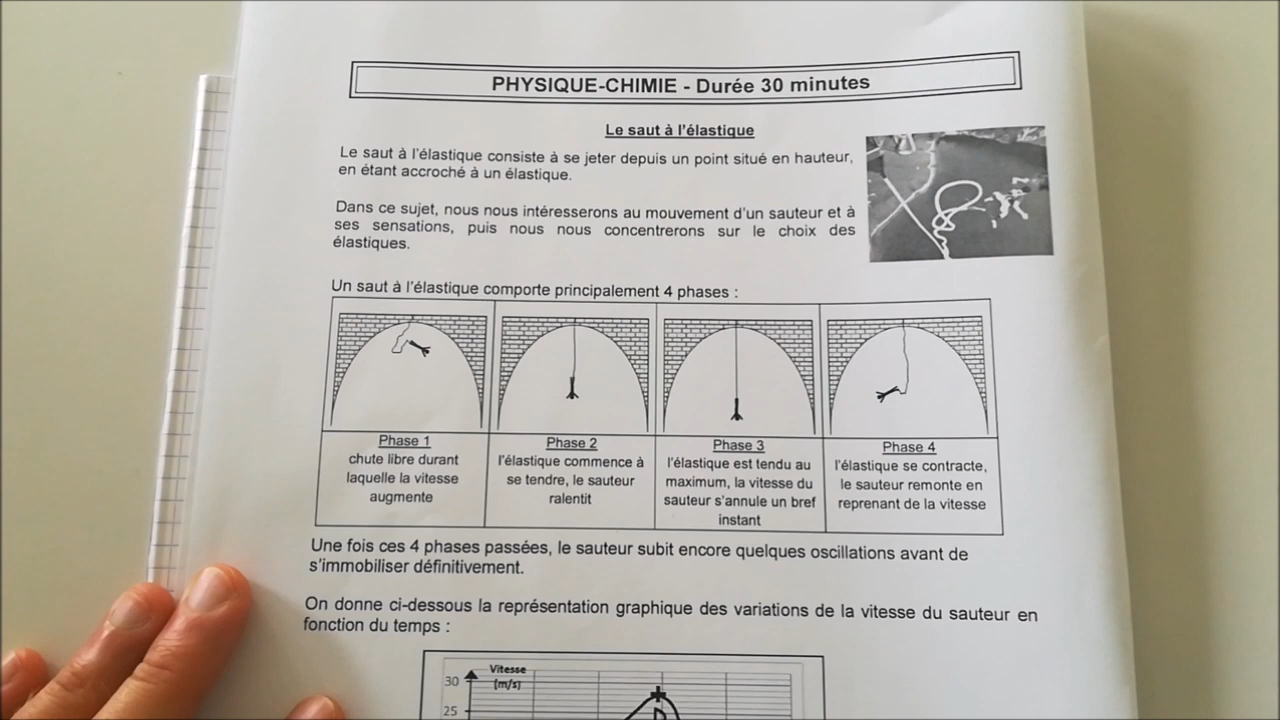 PHYSIQUE-CHIMIE - Durée 30 minutes
Le saut à l'élastique
Le saut à l'élastique consiste à se jeter depuis un point situé en hauteur,
en étant accroché à un élastique.
Dans ce sujet, nous nous intéresserons au mouvement d'un sauteur et à
ses sensations, puis nous nous concentrerons sur le choix des
élastiques.
Un saut à l'élastique comporte principalement 4 phases :
Phase 1
chute libre durant
laquelle la vitesse
augmente
Phase 2
l'élastique commence à
se tendre, le sauteur
ralentit
Phase 3
l'élastique est tendu au
maximum, la vitesse du
sauteur s'annule un bref
instant
Phase 4
l'élastique se contracte,
le sauteur remonte en
reprenant de la vitesse
Une fois ces 4 phases passées, le sauteur subit encore quelques oscillations avant de
s'immobiliser définitivement.
On donne ci-dessous la représentation graphique des variations de la vitesse du sauteur en
fonction du temps :
Vitesse
(m/s)
30
25